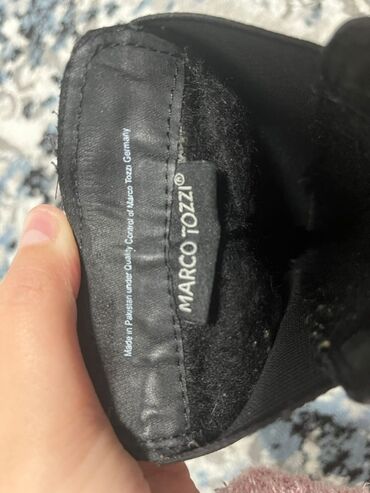 Made in Pakistan under Quality Control of Marco Tozzi Germany
MARCO TOZZI®